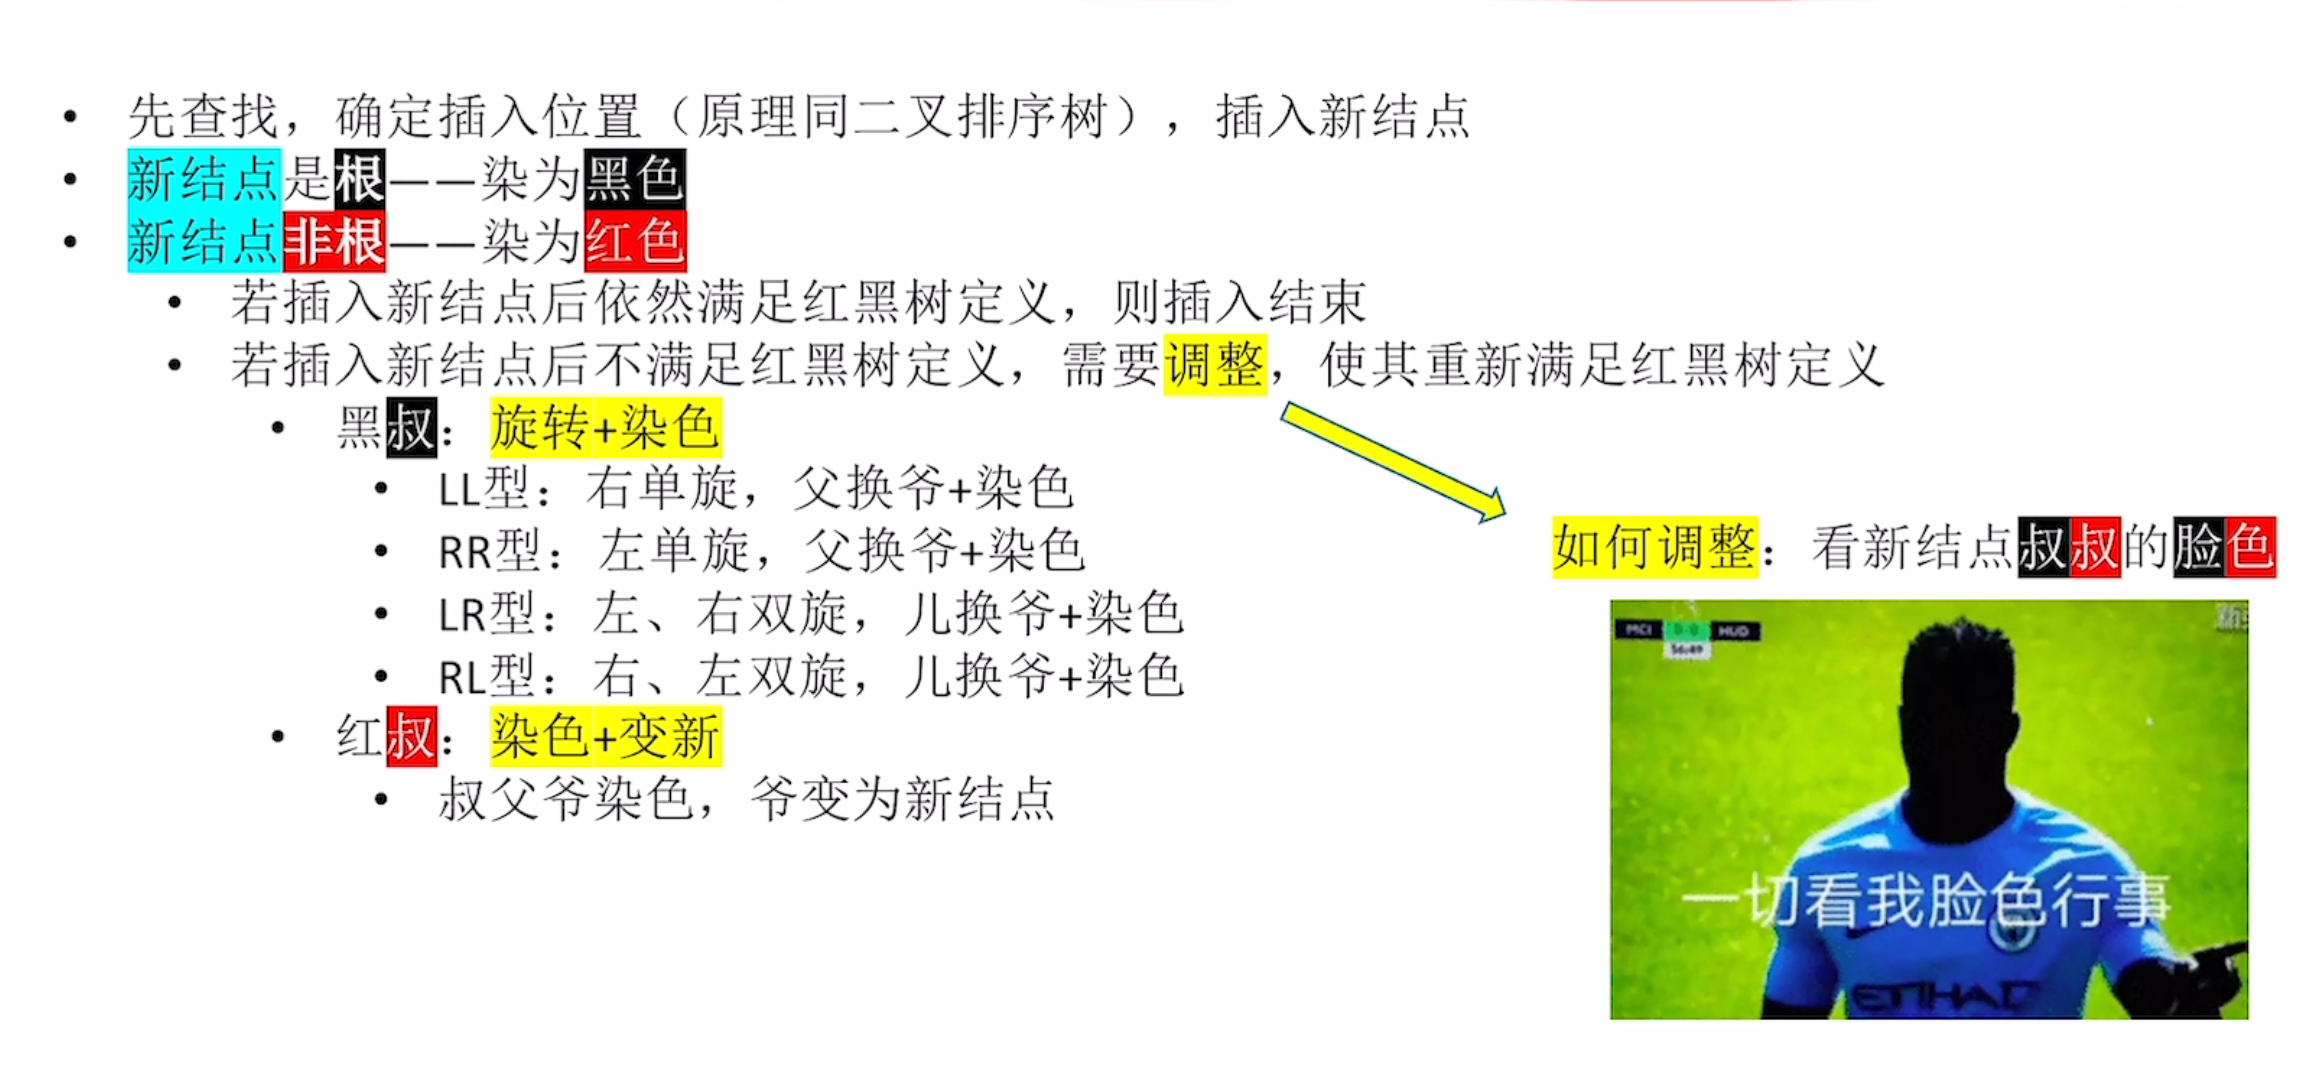 • 先查找，确定插入位置（原理同二叉排序树），插入新结点
• 新结点是根——染为黑色
• 新结点非根——染为红色
• 若插入新结点后依然满足红黑树定义，则插入结束
• 若插入新结点后不满足红黑树定义，需要调整，使其重新满足红黑树定义
• 黑叔：旋转+染色
• LL型：右单旋，父换爷+染色
• RR型：左单旋，父换爷+染色
• LR型：左、右双旋，儿换爷+染色
• RL型：右、左双旋，儿换爷+染色
• 红叔：染色+变新
• 叔父爷染色，爷变为新结点
如何调整：看新结点叔叔的脸色
MCI 0-0 HUD
56:49
一切看我脸色行事
ETIHAD